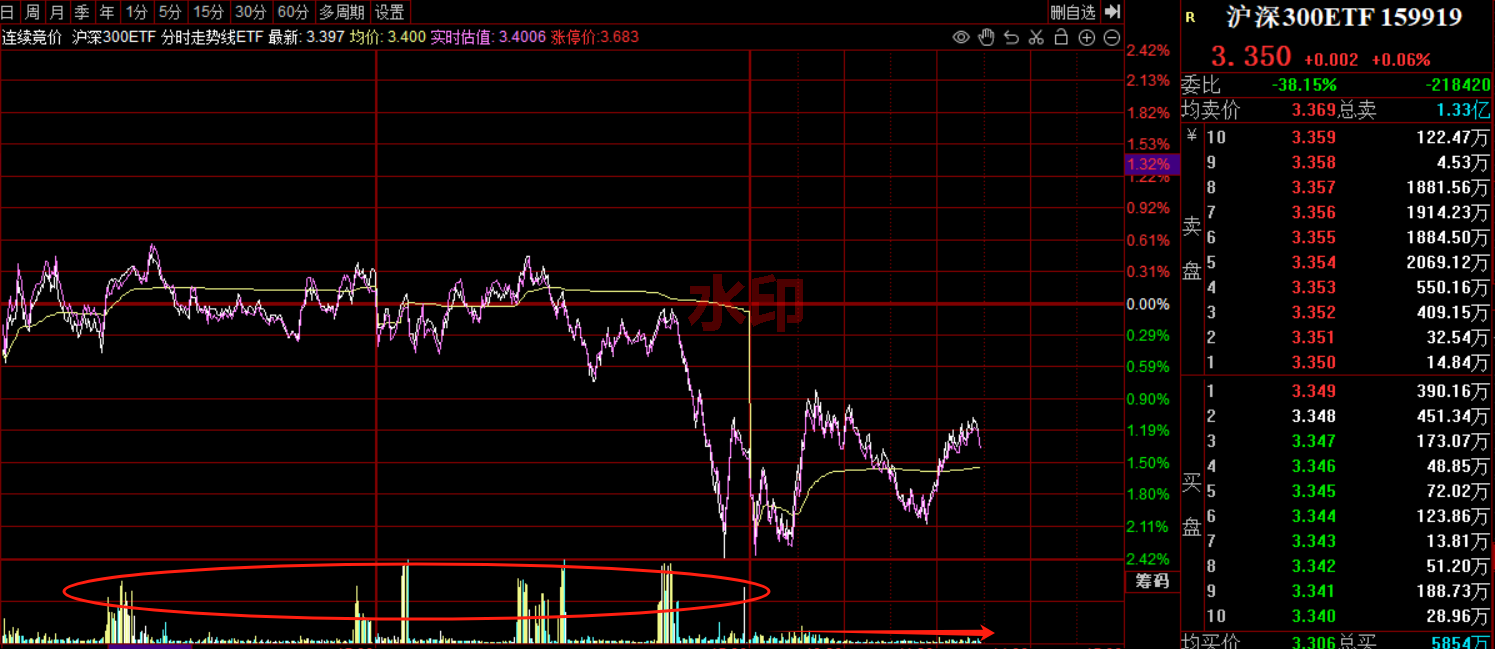 日 周 月 季 年 1分 5分 15分 30分 60分 多周期 设置 删自选
连续竞价 沪深300ETF 分时走势线ETF 最新: 3.397 均价: 3.400 实时估值: 3.4006 涨停价:3.683
2.42%
2.13%
1.82%
1.53%
1.32%
1.22%
0.92%
0.61%
0.31%
0.00%
0.29%
0.59%
0.90%
1.19%
1.50%
1.80%
2.11%
2.42%
筹码
水印
R 沪深300ETF 159919
3.350 +0.002 +0.06%
委比 -38.15% -218420
均卖价 3.369 总卖 1.33亿
¥ 10 3.359 122.47万
9 3.358 4.53万
8 3.357 1881.56万
7 3.356 1914.23万
卖
6 3.355 1884.50万
盘
5 3.354 2069.12万
4 3.353 550.16万
3 3.352 409.15万
2 3.351 32.54万
1 3.350 14.84万
1 3.349 390.16万
2 3.348 451.34万
3 3.347 173.07万
4 3.346 48.85万
买
5 3.345 72.02万
6 3.344 123.86万
盘
7 3.343 13.81万
8 3.342 51.20万
9 3.341 188.73万
10 3.340 28.96万
均买价 3.306 总买 5854万